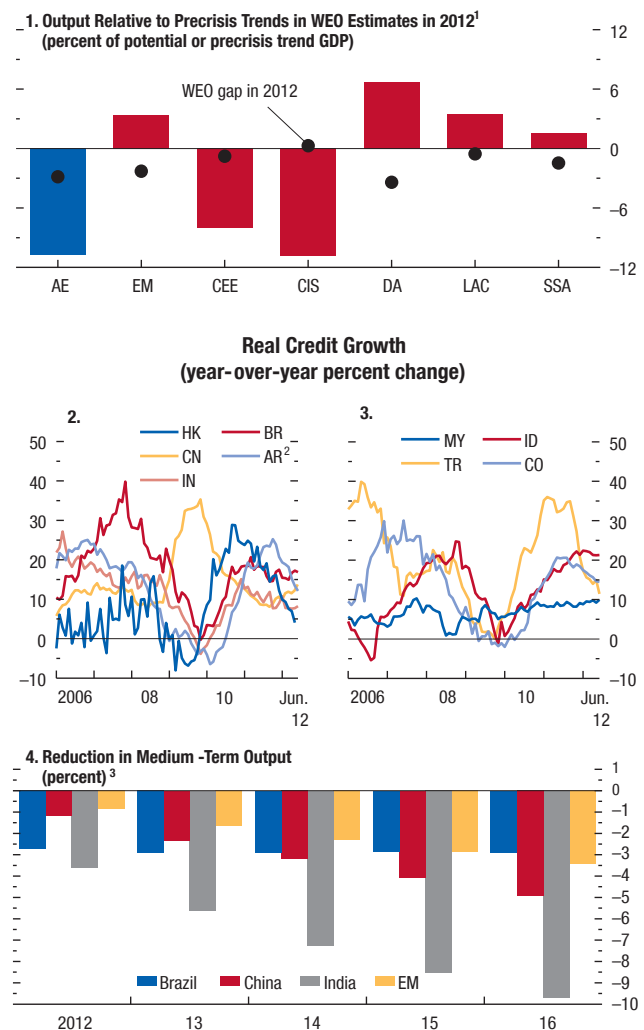 1. Output Relative to Precrisis Trends in WEO Estimates in 2012¹
(percent of potential or precrisis trend GDP)
12
6
0
–6
–12
WEO gap in 2012
AE EM CEE CIS DA LAC SSA
Real Credit Growth
(year-over-year percent change)
2.
HK BR
CN AR²
IN
50
40
30
20
10
0
–10
2006 08 10 Jun.
12
3.
MY ID
TR CO
50
40
30
20
10
0
–10
2006 08 10 Jun.
12
4. Reduction in Medium -Term Output
(percent) ³
1
0
–1
–2
–3
–4
–5
–6
–7
–8
–9
–10
Brazil China India EM
2012 13 14 15 16